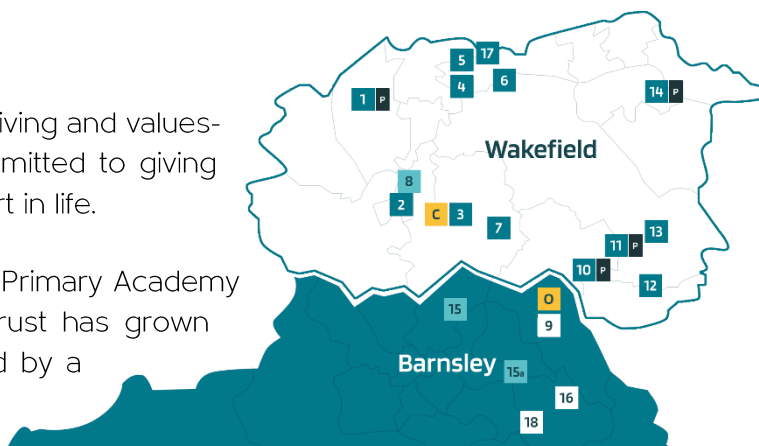 iving and values-
mitted to giving
rt in life.
Primary Academy
rust has grown
d by a
5 17
4 6
1 P
14 P
Wakefield
8
2 C 3
7
13
11 P
10 P
12
15
O
9
Barnsley
15a
16
18